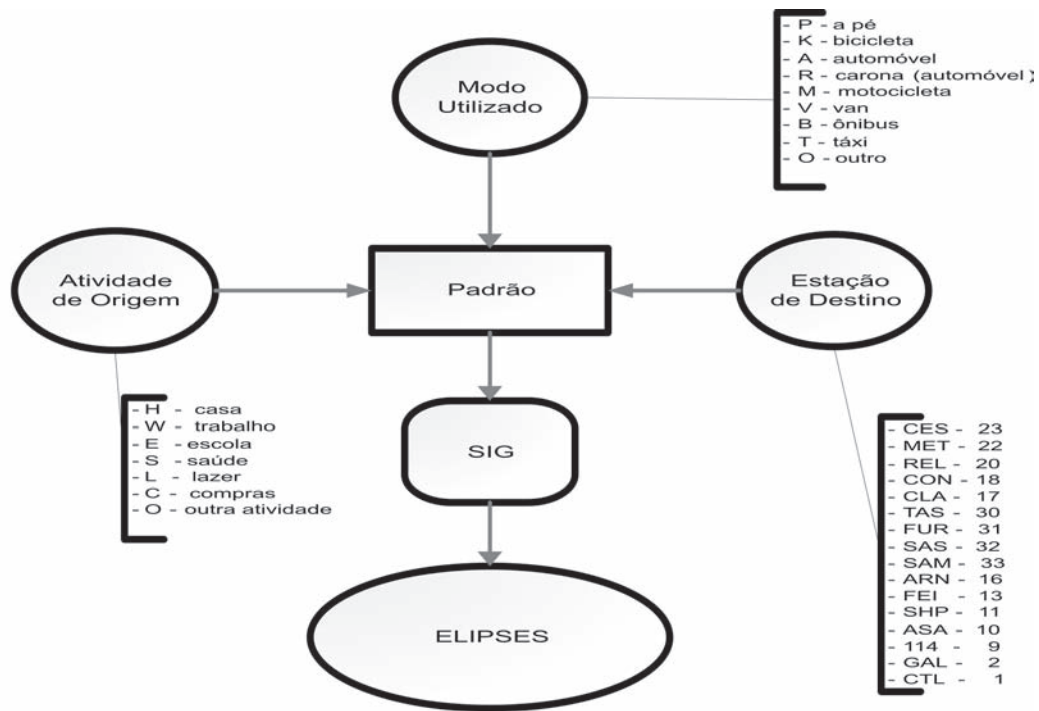 - P - a pé
- K - bicicleta
- A - automóvel
- R - carona (automóvel)
- M - motocicleta
- V - van
- B - ônibus
- T - táxi
- O - outro
Modo
Utilizado
Atividade
de Origem
Padrão
Estação
de Destino
- H - casa
- W - trabalho
- E - escola
- S - saúde
- L - lazer
- C - compras
- O - outra atividade
SIG
ELIPSES
- CES - 23
- MET - 22
- REL - 20
- CON - 18
- CLA - 17
- TAS - 30
- FUR - 31
- SAS - 32
- SAM - 33
- ARN - 16
- FEI - 13
- SHP - 11
- ASA - 10
- 114 - 9
- GAL - 2
- CTL - 1